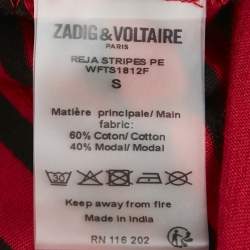 ZADIG & VOLTAIRE
PARIS
REJA STRIPES PE
WFTS1812F
S
Matière principale/Main
fabric:
60% Coton/Cotton
40% Modal/Modal
Keep away from fire
Made in India
RN 116 202